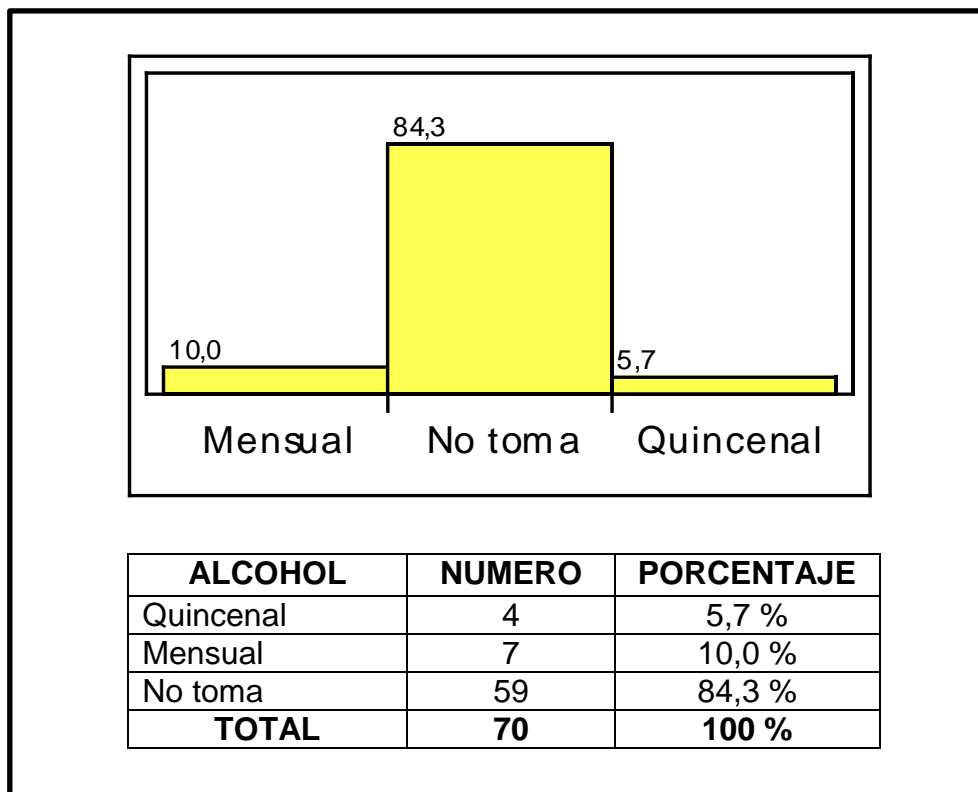 84,3
10,0
5,7
Mensual No toma Quincenal
ALCOHOL NUMERO PORCENTAJE
Quincenal 4 5,7 %
Mensual 7 10,0 %
No toma 59 84,3 %
TOTAL 70 100 %